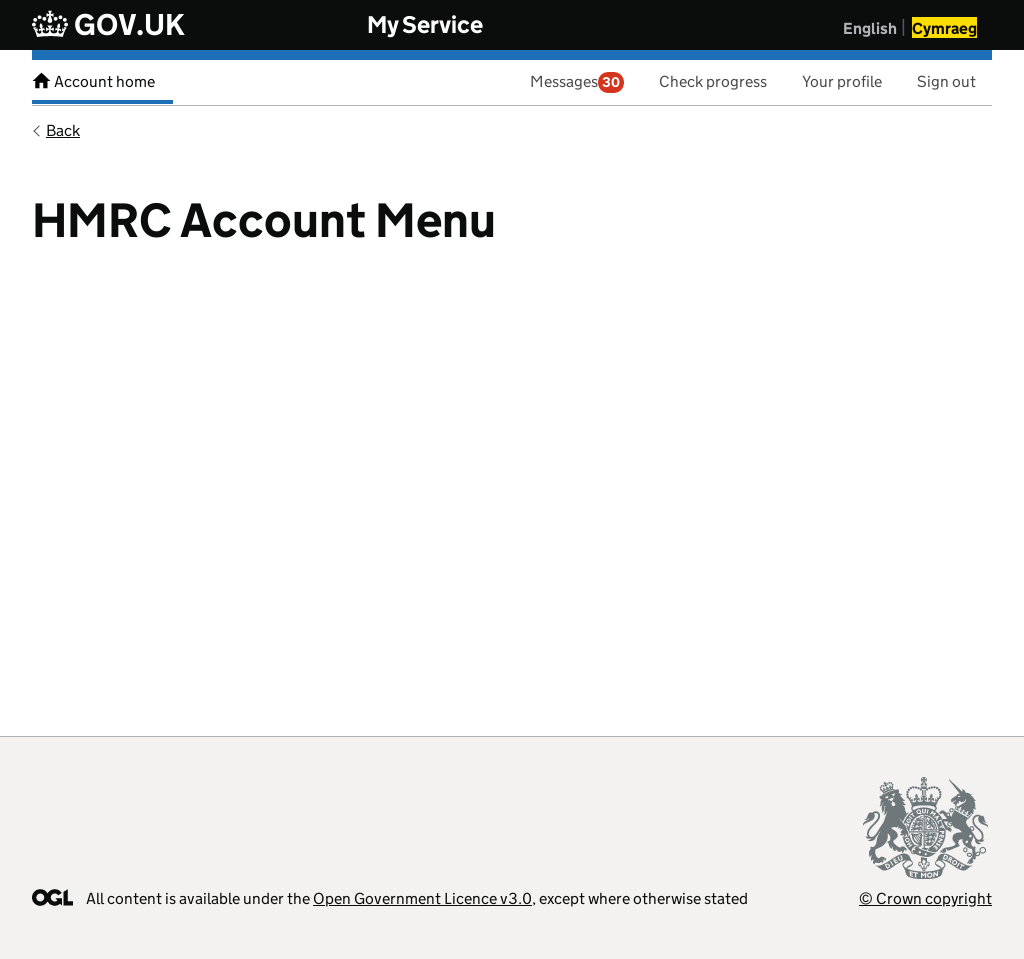 GOV.UK My Service English | Cymraeg
Account home Messages 30 Check progress Your profile Sign out
Back
HMRC Account Menu
DIEU ET MON DROIT
OGL All content is available under the Open Government Licence v3.0, except where otherwise stated © Crown copyright